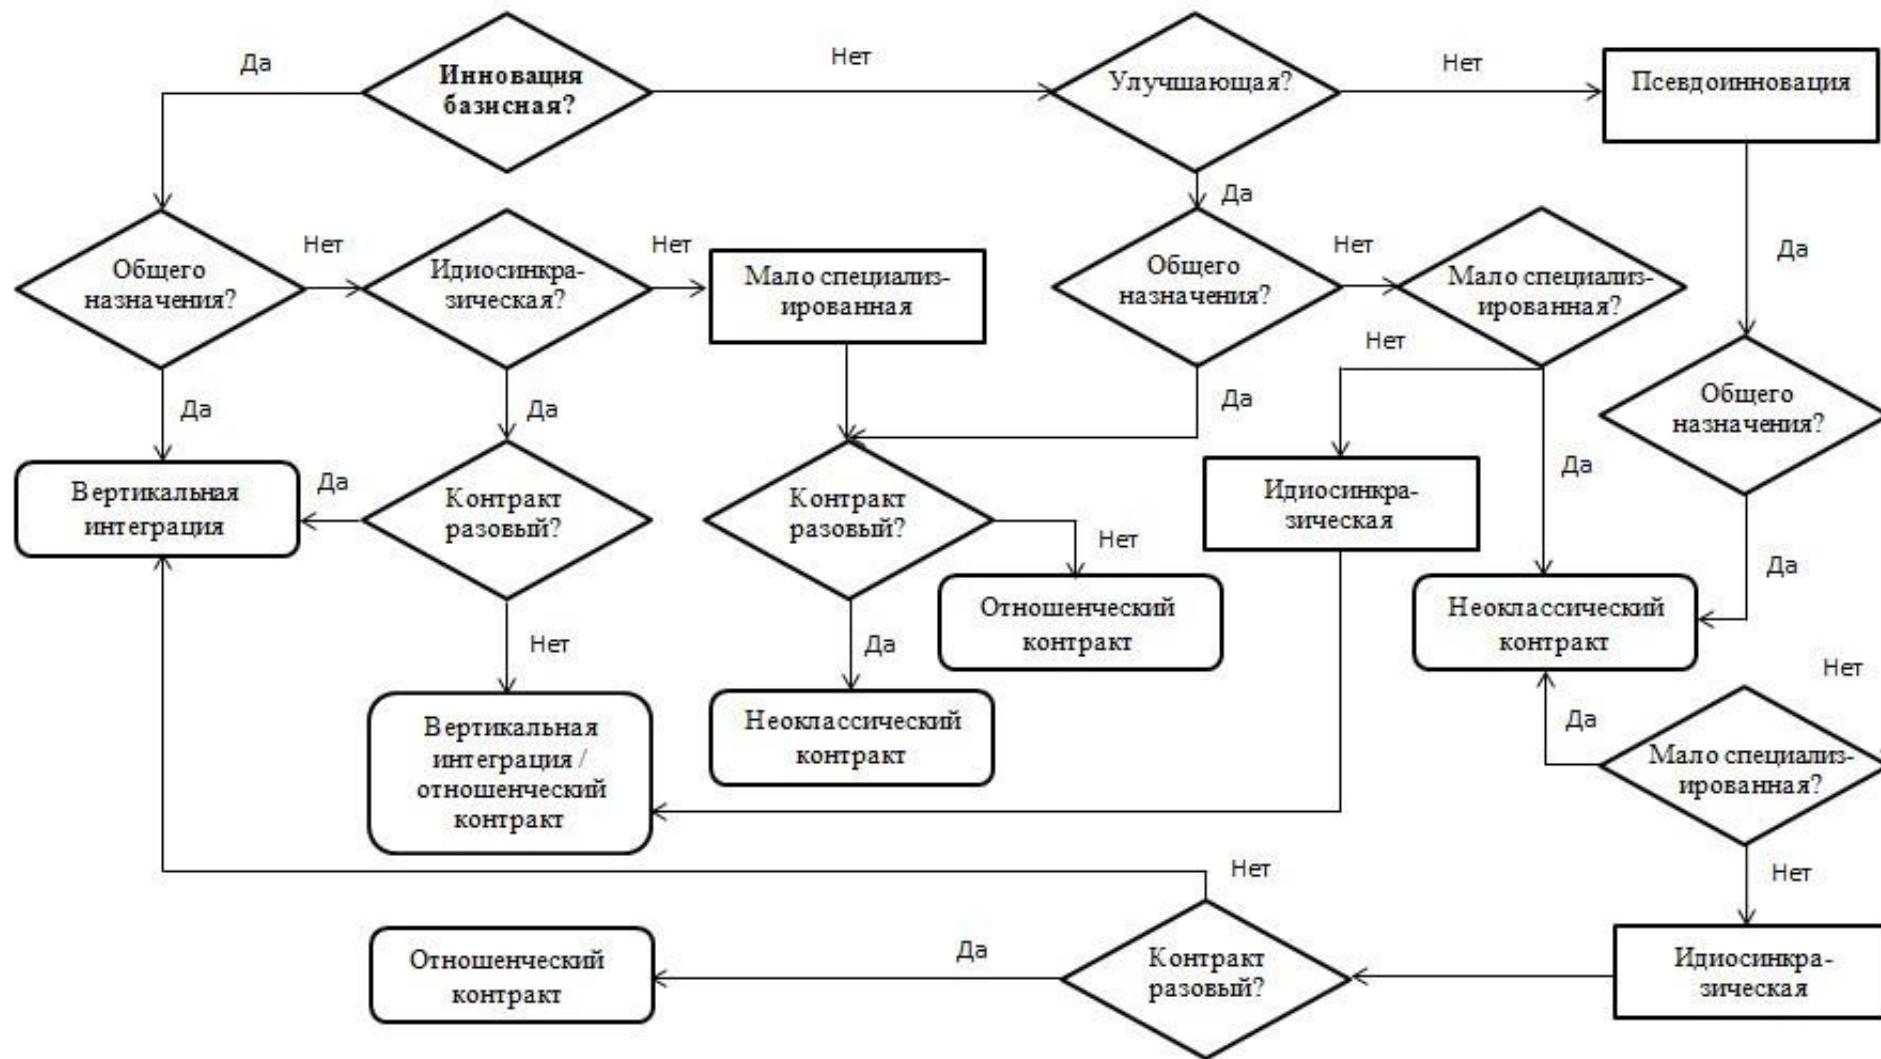 Да
Инновация
базисная?
Нет
Улучшающая?
Нет
Псевдоинновация
Да
Общего
назначения?
Нет
Идиосинкра-
зическая?
Нет
Мало специализ-
ированная
Общего
назначения?
Нет
Мало специализ-
ированная?
Да
Да
Да
Да
Нет
Общего
назначения?
Вертикальная
интеграция
Да
Контракт
разовый?
Контракт
разовый?
Нет
Идиосинкра-
зическая
Да
Да
Нет
Да
Отношенческий
контракт
Неоклассический
контракт
Нет
Вертикальная
интеграция /
отношенческий
контракт
Неоклассический
контракт
Да
Мало специализ-
ированная?
Нет
Нет
Отношенческий
контракт
Да
Контракт
разовый?
Идиосинкра-
зическая